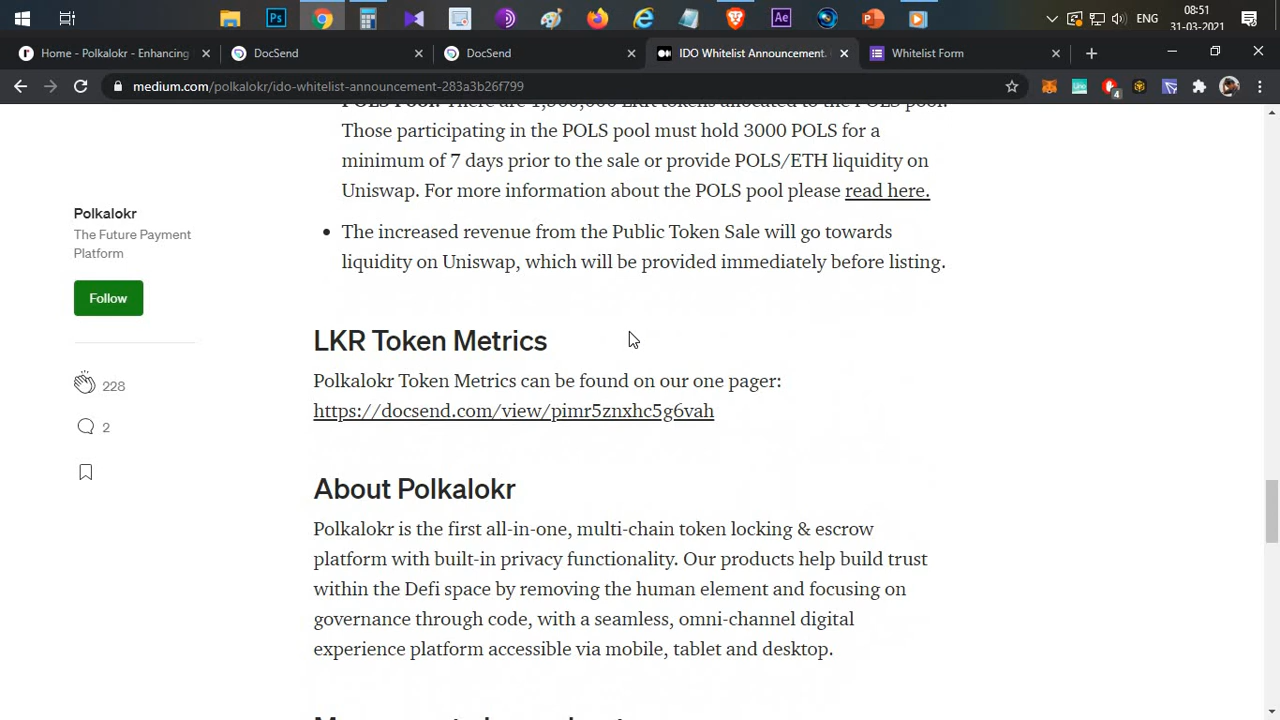 08:51
ENG
31-03-2021
Home - Polkalokr - Enhancing
DocSend
DocSend
IDO Whitelist Announcement.
Whitelist Form
medium.com/polkalokr/ido-whitelist-announcement-283a3b26f799
4
POLS Pool: There are 1,500,000 LKR tokens allocated to the POLS pool.
Those participating in the POLS pool must hold 3000 POLS for a
minimum of 7 days prior to the sale or provide POLS/ETH liquidity on
Uniswap. For more information about the POLS pool please read here.
Polkalokr
The Future Payment
Platform
Follow
228
2
The increased revenue from the Public Token Sale will go towards
liquidity on Uniswap, which will be provided immediately before listing.
LKR Token Metrics
Polkalokr Token Metrics can be found on our one pager:
https://docsend.com/view/pimr5znxhc5g6vah
About Polkalokr
Polkalokr is the first all-in-one, multi-chain token locking & escrow
platform with built-in privacy functionality. Our products help build trust
within the Defi space by removing the human element and focusing on
governance through code, with a seamless, omni-channel digital
experience platform accessible via mobile, tablet and desktop.